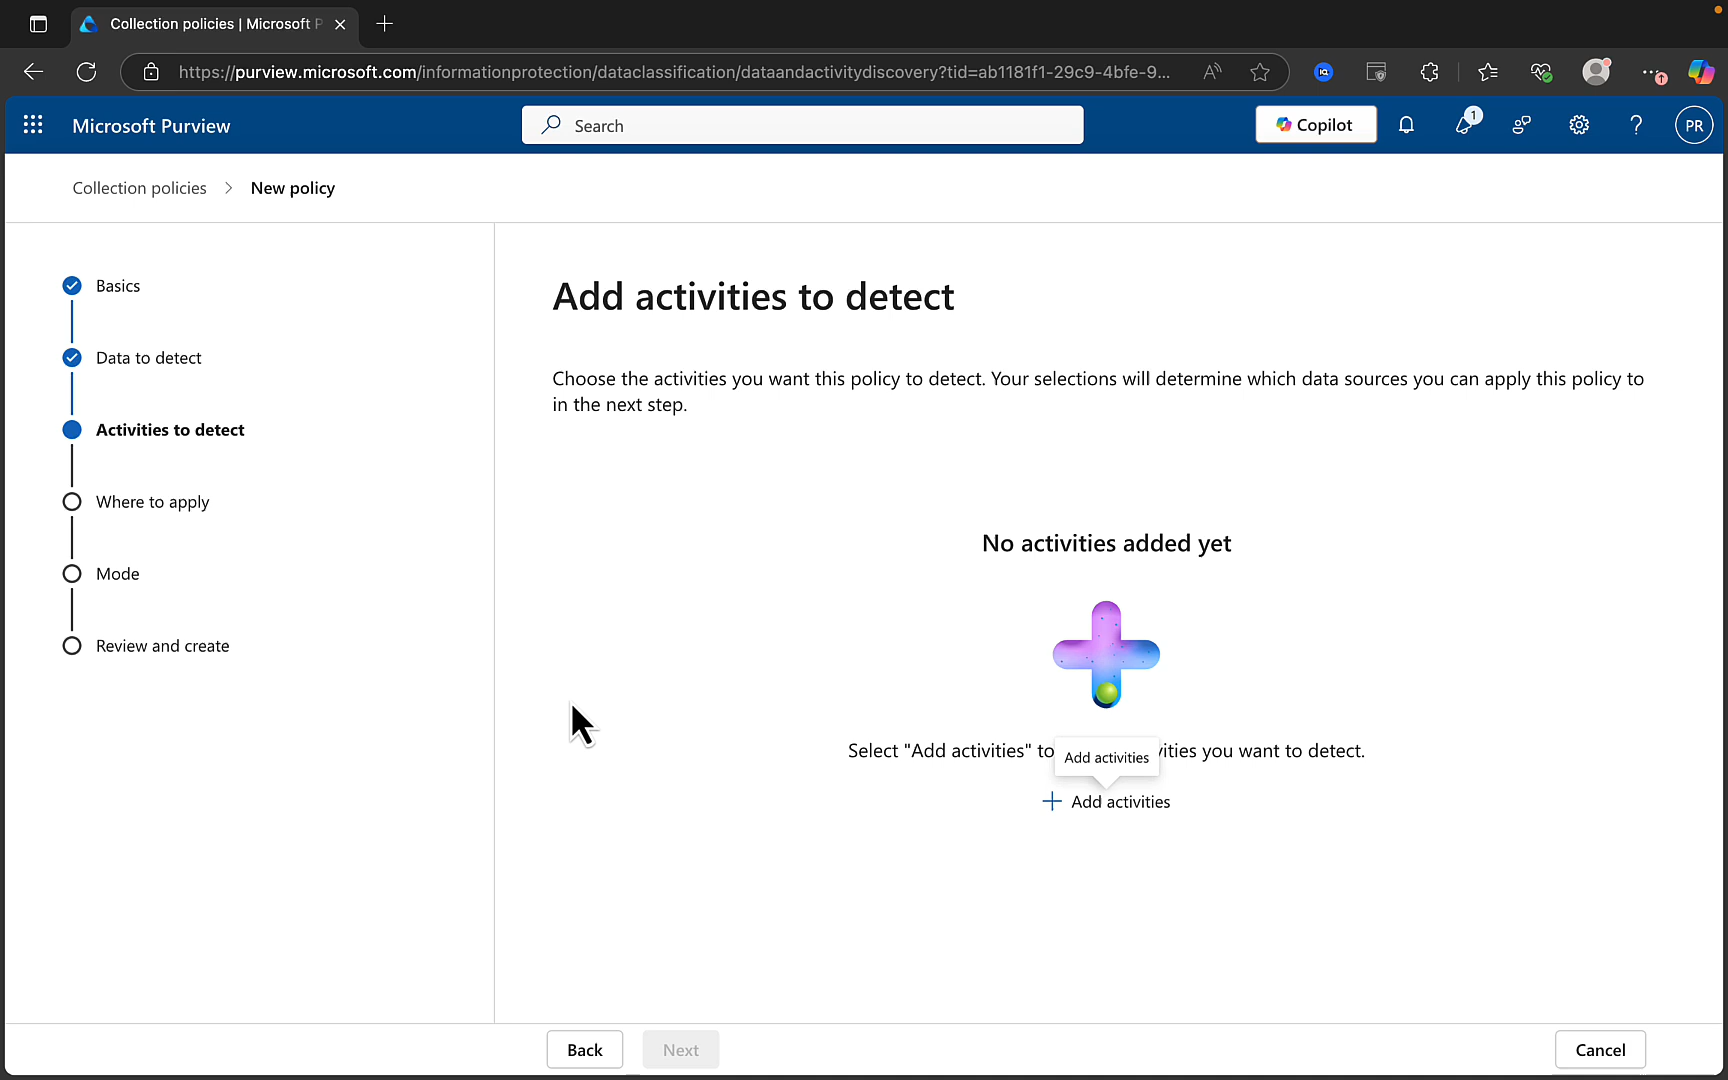 Collection policies | Microsoft P
https://purview.microsoft.com/informationprotection/dataclassification/dataandactivitydiscovery?tid=ab1181f1-29c9-4bfe-9...
Microsoft Purview
Search
Copilot
1
PR
Collection policies > New policy
Basics
Data to detect
Activities to detect
Where to apply
Mode
Review and create
Add activities to detect
Choose the activities you want this policy to detect. Your selections will determine which data sources you can apply this policy to
in the next step.
No activities added yet
Select "Add activities" to vities you want to detect.
Add activities
Add activities
Back
Next
Cancel